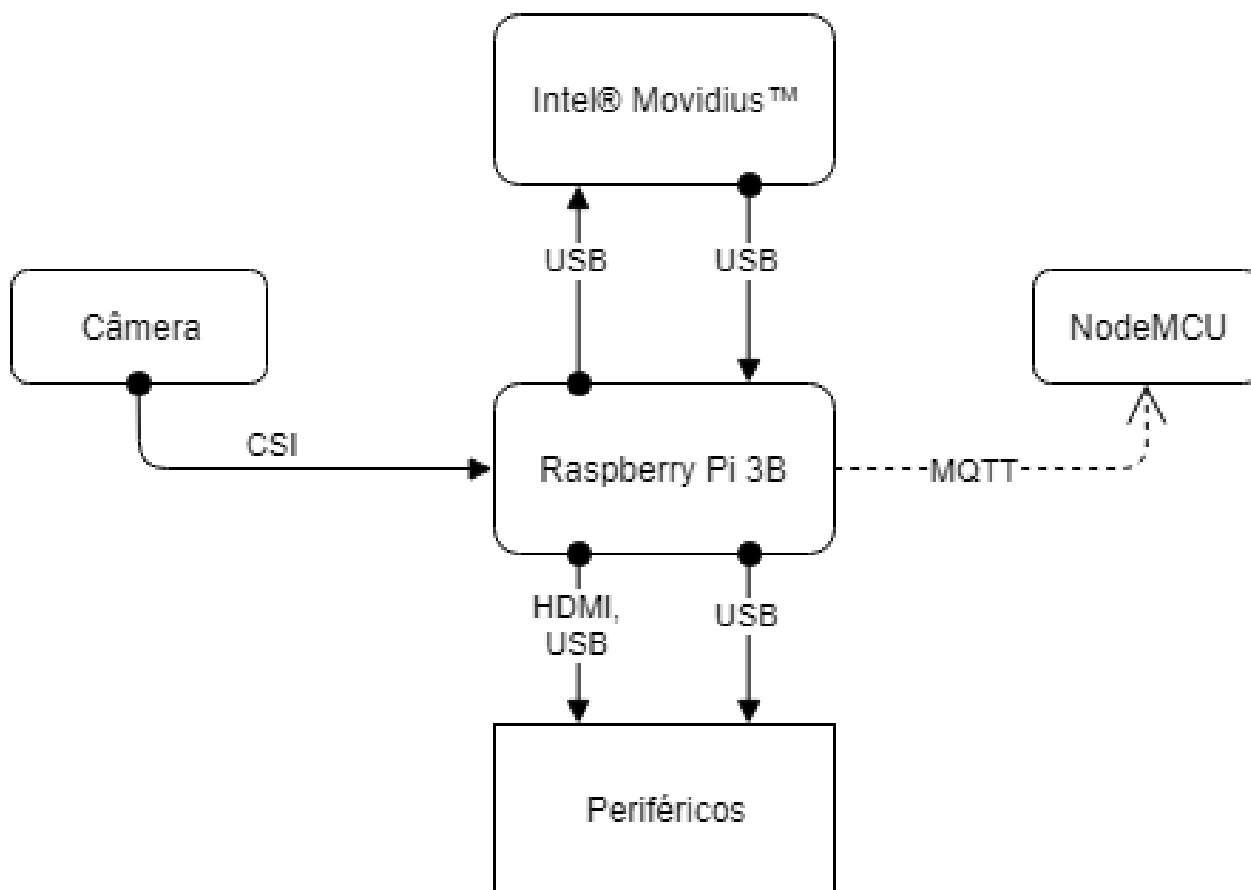 Intel® Movidius™
USB
USB
Câmera
NodeMCU
CSI
Raspberry Pi 3B
MQTT
HDMI,
USB
USB
Periféricos